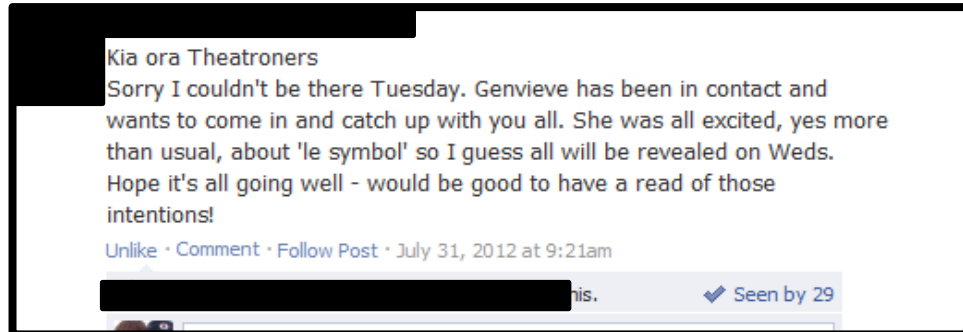 Kia ora Theatroners
Sorry I couldn't be there Tuesday. Genvieve has been in contact and
wants to come in and catch up with you all. She was all excited, yes more
than usual, about 'le symbol' so I guess all will be revealed on Weds.
Hope it's all going well - would be good to have a read of those
intentions!
Unlike · Comment · Follow Post · July 31, 2012 at 9:21am
Seen by 29